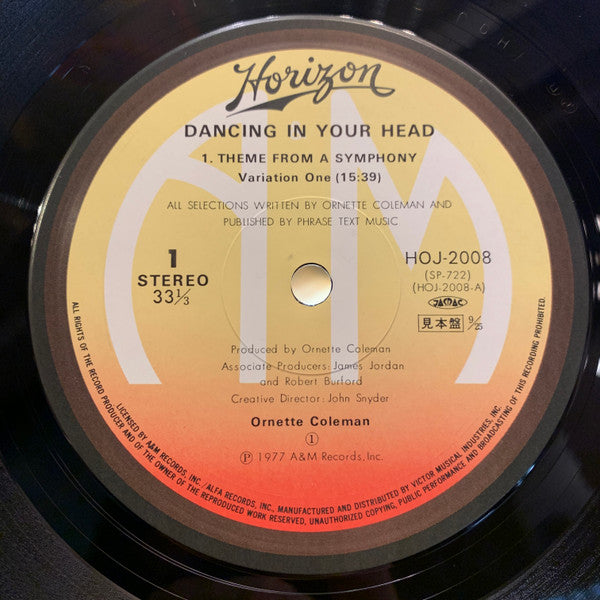 Horizon
DANCING IN YOUR HEAD
1. THEME FROM A SYMPHONY
Variation One (15:39)
ALL SELECTIONS WRITTEN BY ORNETTE COLEMAN AND
PUBLISHED BY PHRASE TEXT MUSIC
1
STEREO
33⅓
HOJ-2008
(SP-722)
(HOJ-2008-A)
JASRAC
見本盤 9/25
Produced by Ornette Coleman
Associate Producers: James Jordan
and Robert Burford
Creative Director: John Snyder
Ornette Coleman
①
Ⓟ 1977 A&M Records, Inc.
ALL RIGHTS OF THE RECORD PRODUCER AND OF THE OWNER OF THE REPRODUCED WORK RESERVED, UNAUTHORIZED COPYING, PUBLIC PERFORMANCE AND BROADCASTING OF THIS RECORDING PROHIBITED.
LICENSED BY A&M RECORDS, INC./ALFA RECORDS, INC., MANUFACTURED AND DISTRIBUTED BY VICTOR MUSICAL INDUSTRIES, INC.
A&M